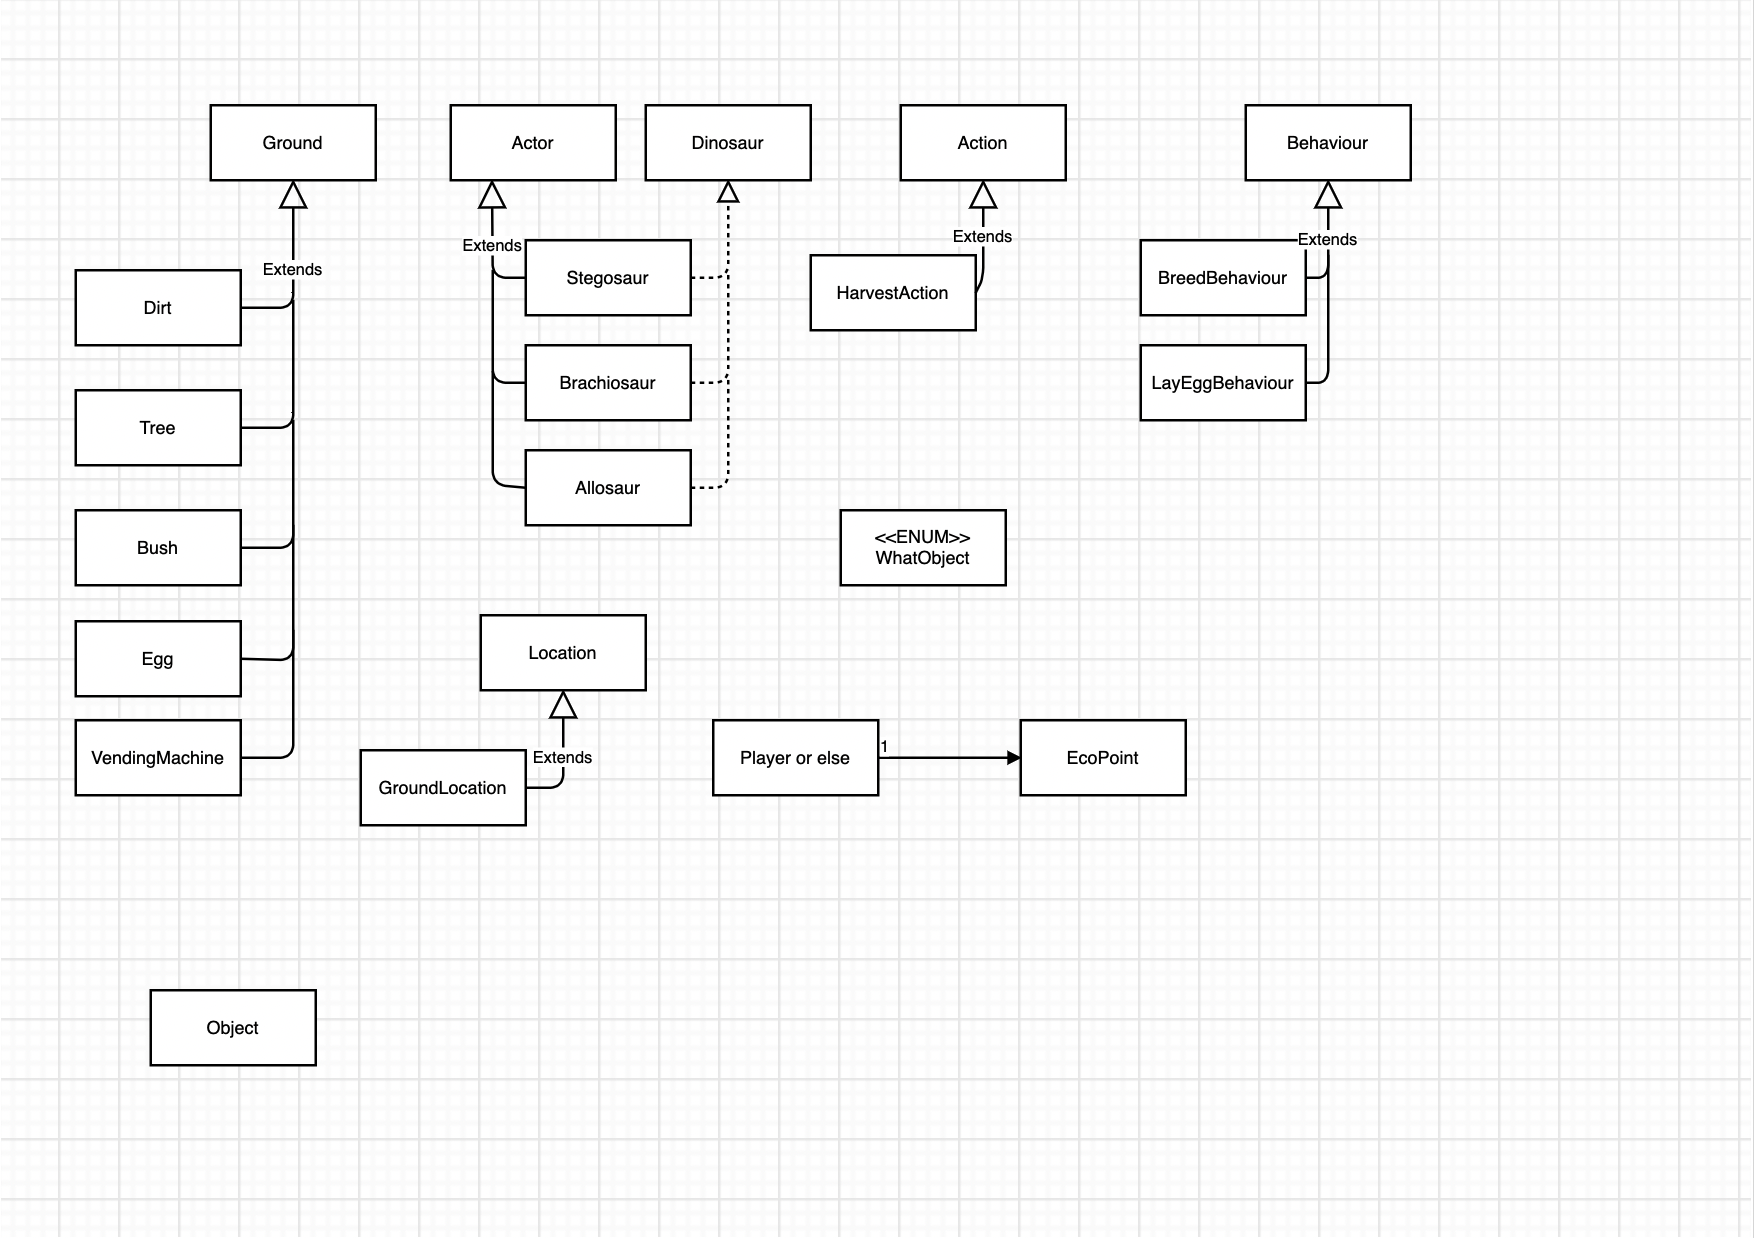 Ground
Actor
Dinosaur
Action
Behaviour
Extends
Extends
Extends
Extends
Dirt
Stegosaur
HarvestAction
BreedBehaviour
Brachiosaur
LayEggBehaviour
Tree
Allosaur
Bush
<<ENUM>>
WhatObject
Egg
Location
VendingMachine
Extends
GroundLocation
Player or else
1
EcoPoint
Object